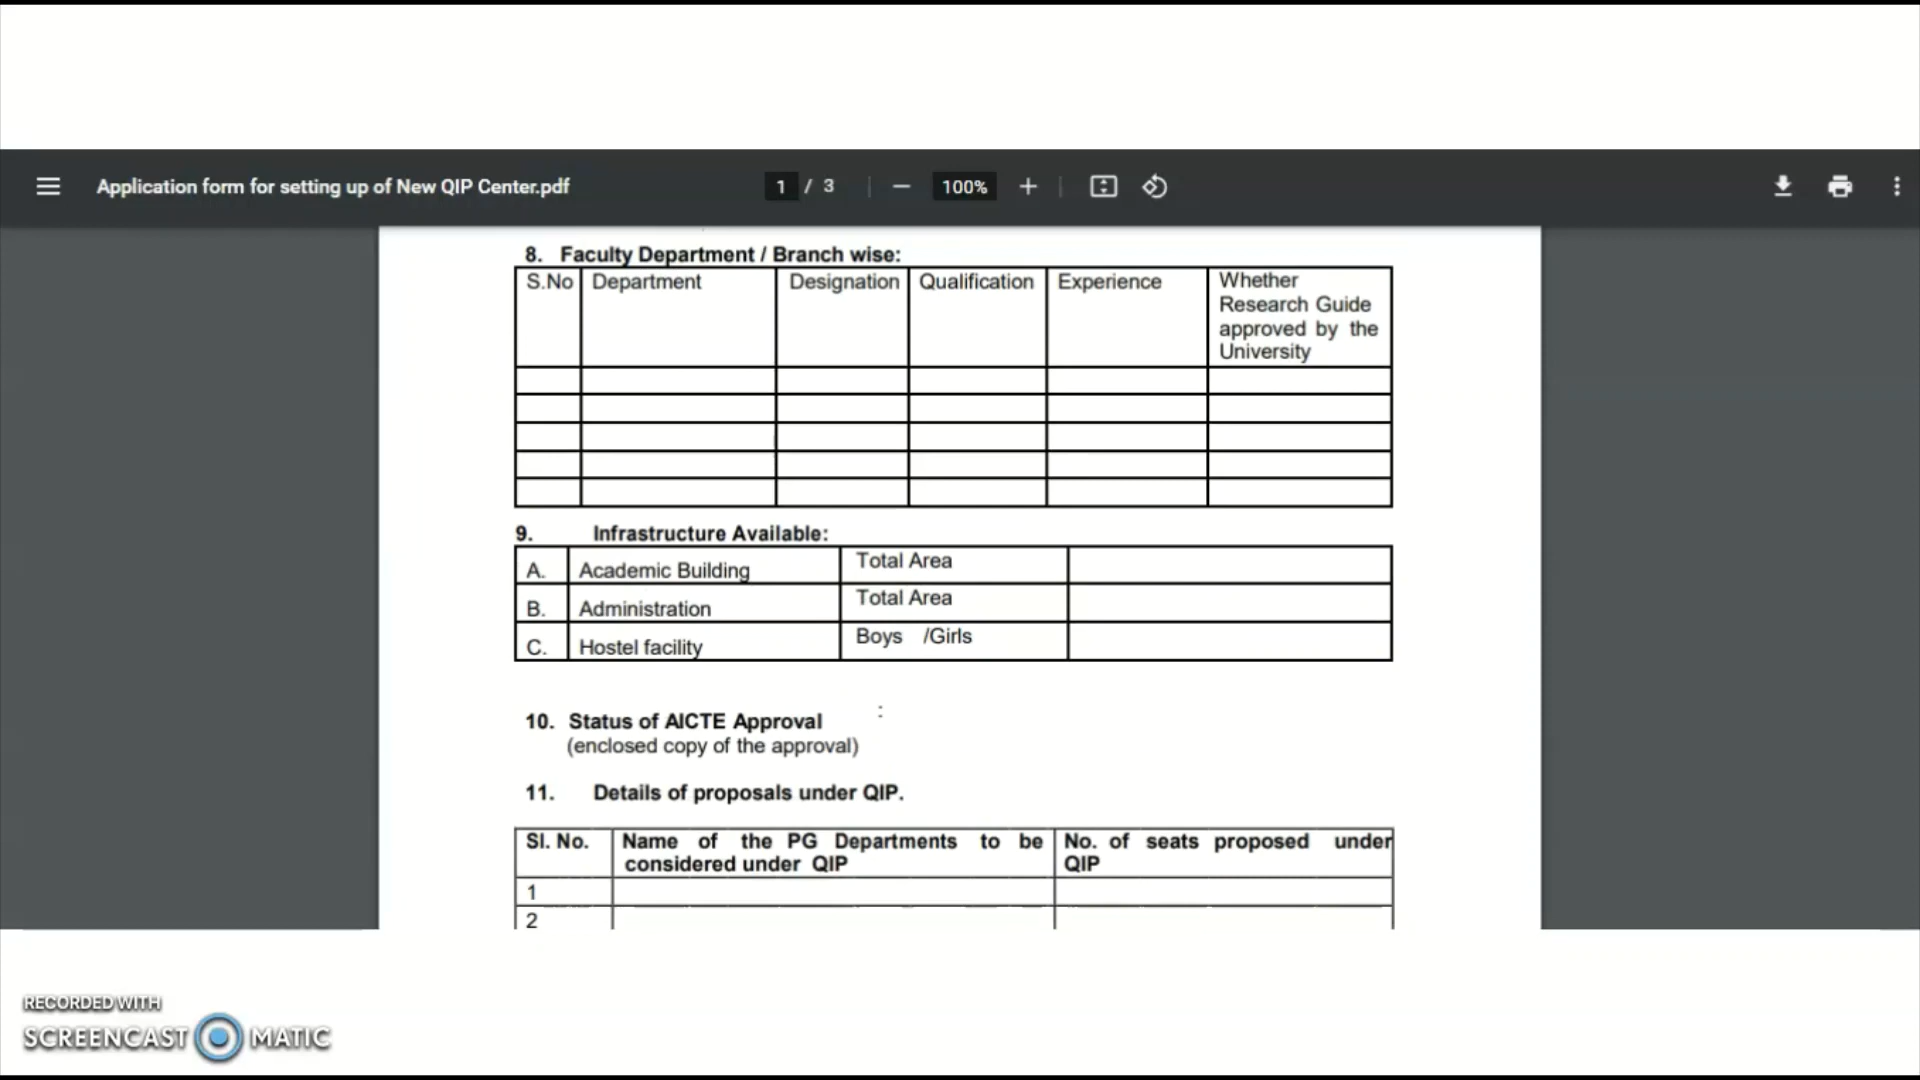 Application form for setting up of New QIP Center.pdf 1 / 3 100%
8. Faculty Department / Branch wise:
S.No Department Designation Qualification Experience Whether
Research Guide
approved by the
University
9. Infrastructure Available:
A. Academic Building Total Area
B. Administration Total Area
C. Hostel facility Boys /Girls
10. Status of AICTE Approval :
(enclosed copy of the approval)
11. Details of proposals under QIP.
Sl. No. Name of the PG Departments to be No. of seats proposed under
considered under QIP QIP
1
2
RECORDED WITH
SCREENCAST MATIC